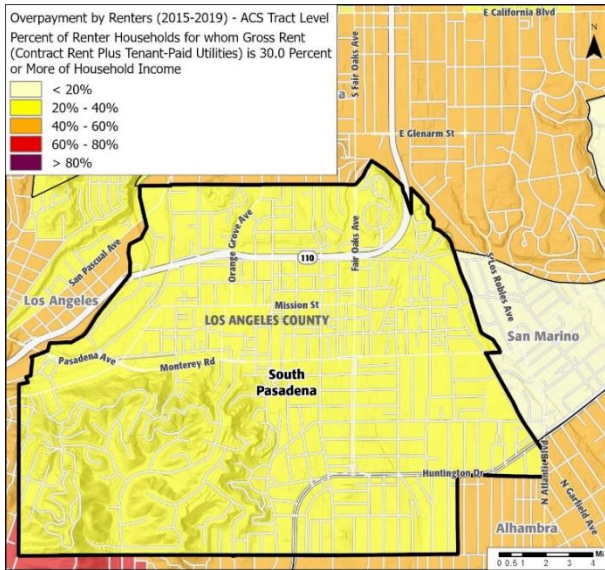 Overpayment by Renters (2015-2019) - ACS Tract Level
Percent of Renter Households for whom Gross Rent
(Contract Rent Plus Tenant-Paid Utilities) is 30.0 Percent
or More of Household Income
< 20%
20% - 40%
40% - 60%
60% - 80%
> 80%
E California Blvd
S Fair Oaks Ave
a
N
E Glenarm St
San Pascual Ave
Orange Grove Ave
Fair Oaks Ave
110
S Los Robles Ave
Los Angeles
Mission St
LOS ANGELES COUNTY
San Marino
Pasadena Ave
Monterey Rd
South
Pasadena
Huntington Dr
N Atlantic Blvd
N Garfield Ave
Alhambra
0 0.5 1 2 3 4 Mi